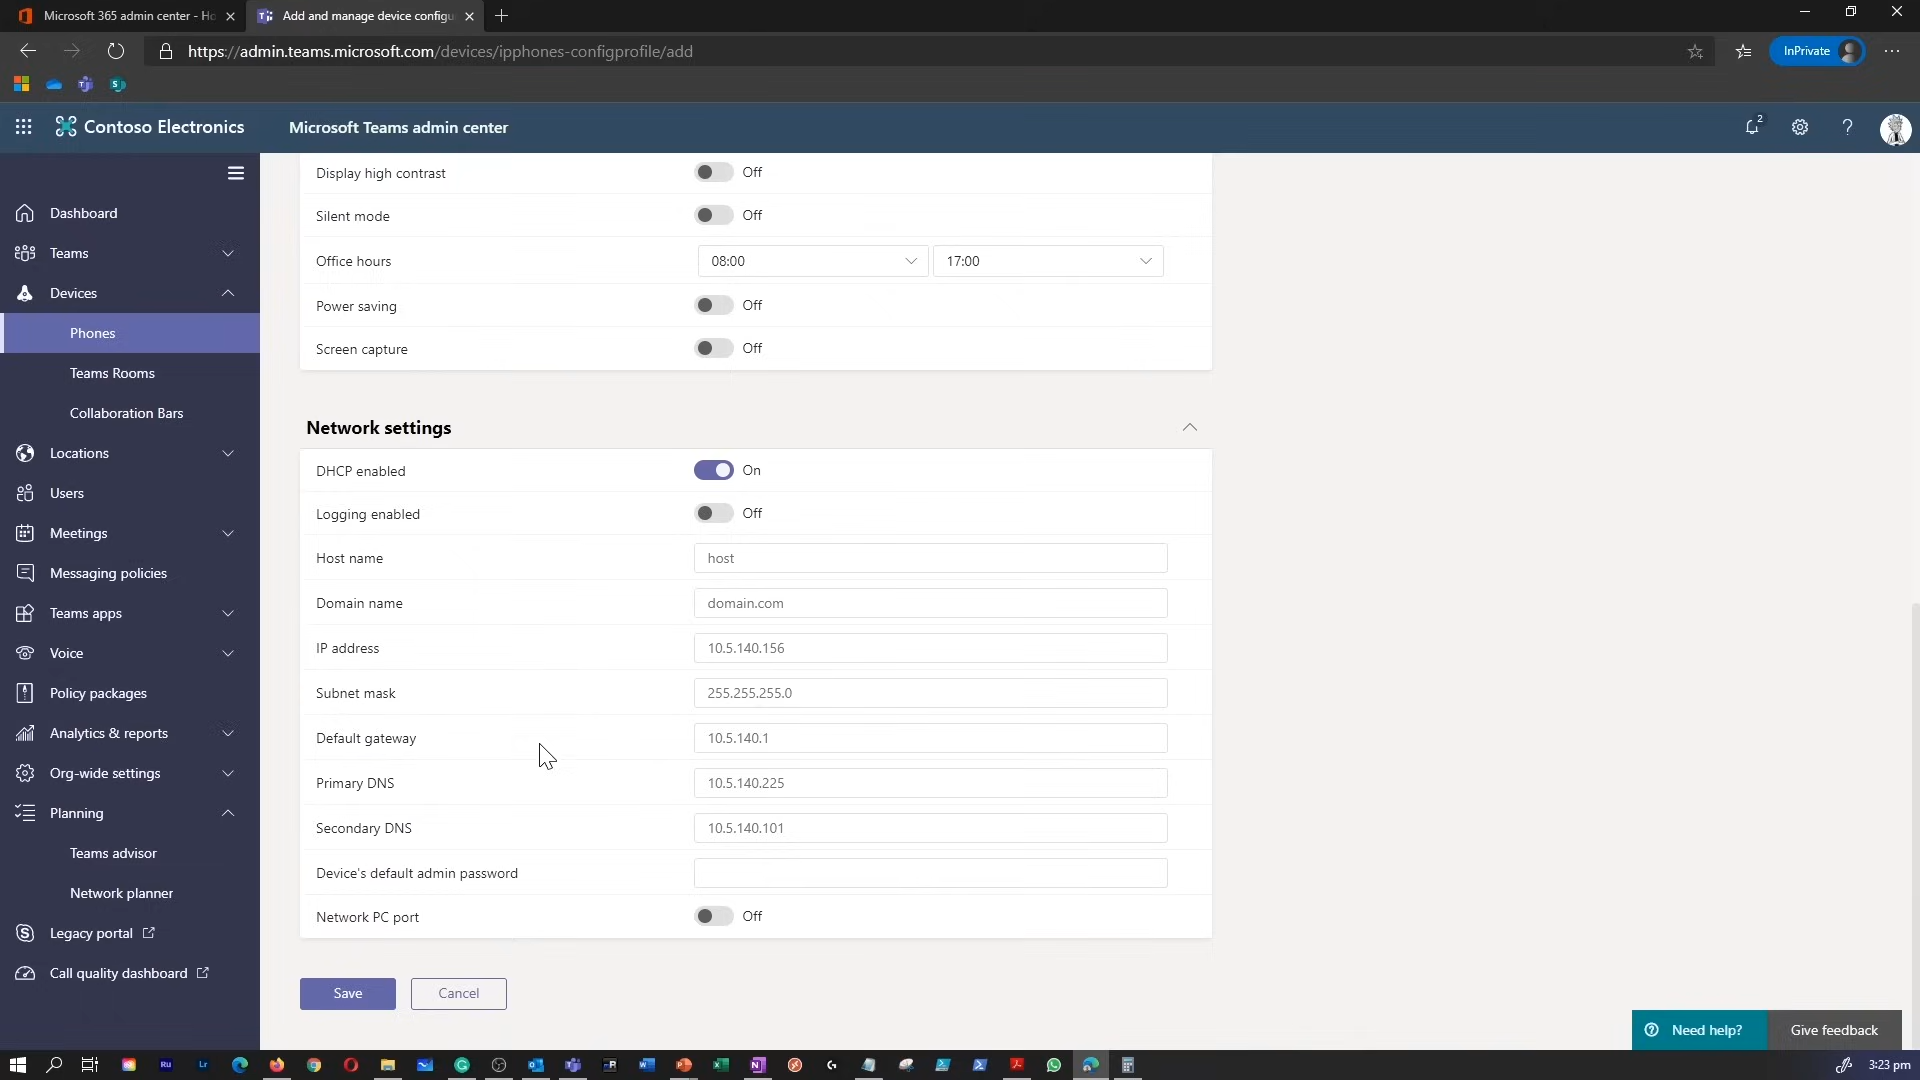 Microsoft 365 admin center - Ho
Add and manage device configu
https://admin.teams.microsoft.com/devices/ipphones-configprofile/add
InPrivate
Contoso Electronics
Microsoft Teams admin center
2
Dashboard
Teams
Devices
Phones
Teams Rooms
Collaboration Bars
Locations
Users
Meetings
Messaging policies
Teams apps
Voice
Policy packages
Analytics & reports
Org-wide settings
Planning
Teams advisor
Network planner
Legacy portal
Call quality dashboard
Display high contrast Off
Silent mode Off
Office hours 08:00 17:00
Power saving Off
Screen capture Off
Network settings
DHCP enabled On
Logging enabled Off
Host name host
Domain name domain.com
IP address 10.5.140.156
Subnet mask 255.255.255.0
Default gateway 10.5.140.1
Primary DNS 10.5.140.225
Secondary DNS 10.5.140.101
Device's default admin password
Network PC port Off
Save Cancel
Need help? Give feedback
3:23 pm